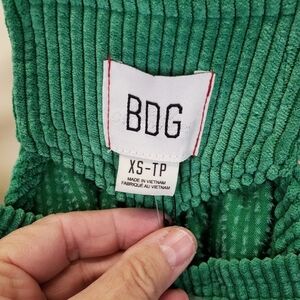 BDG
XS-TP
MADE IN VIETNAM
FABRIQUÉ AU VIETNAM